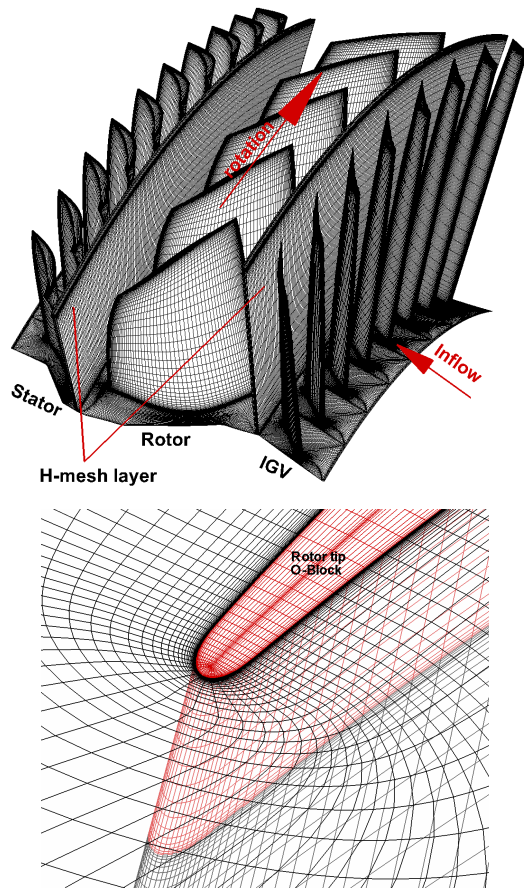 rotation
Inflow
Stator
Rotor
IGV
H-mesh layer
Rotor tip
O-Block